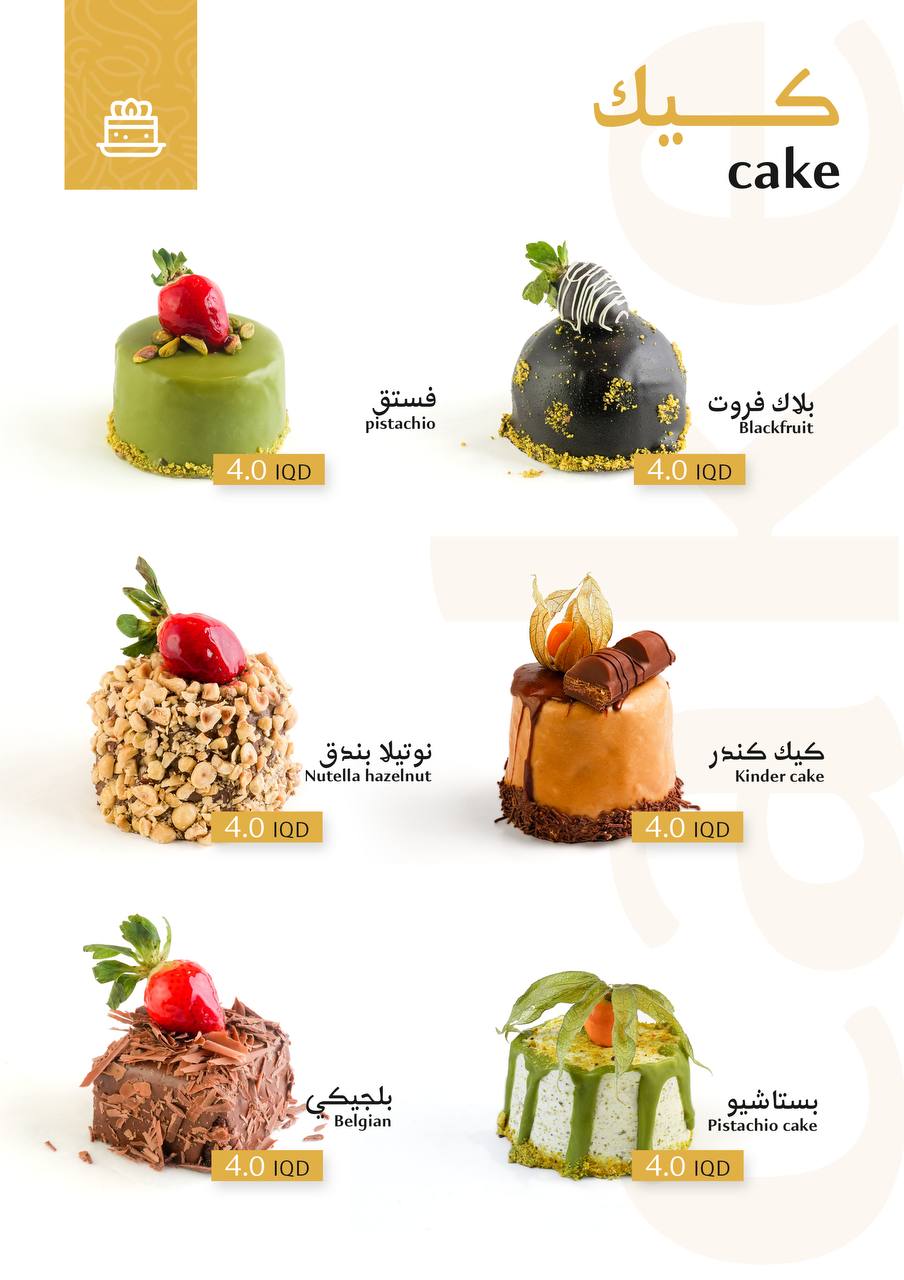 كـــيك
cake
فستق
pistachio
4.0 IQD
بلاك فروت
Blackfruit
4.0 IQD
نوتيلا بندق
Nutella hazelnut
4.0 IQD
كيك كندر
Kinder cake
4.0 IQD
بلجيكي
Belgian
4.0 IQD
بستاشيو
Pistachio cake
4.0 IQD
cake